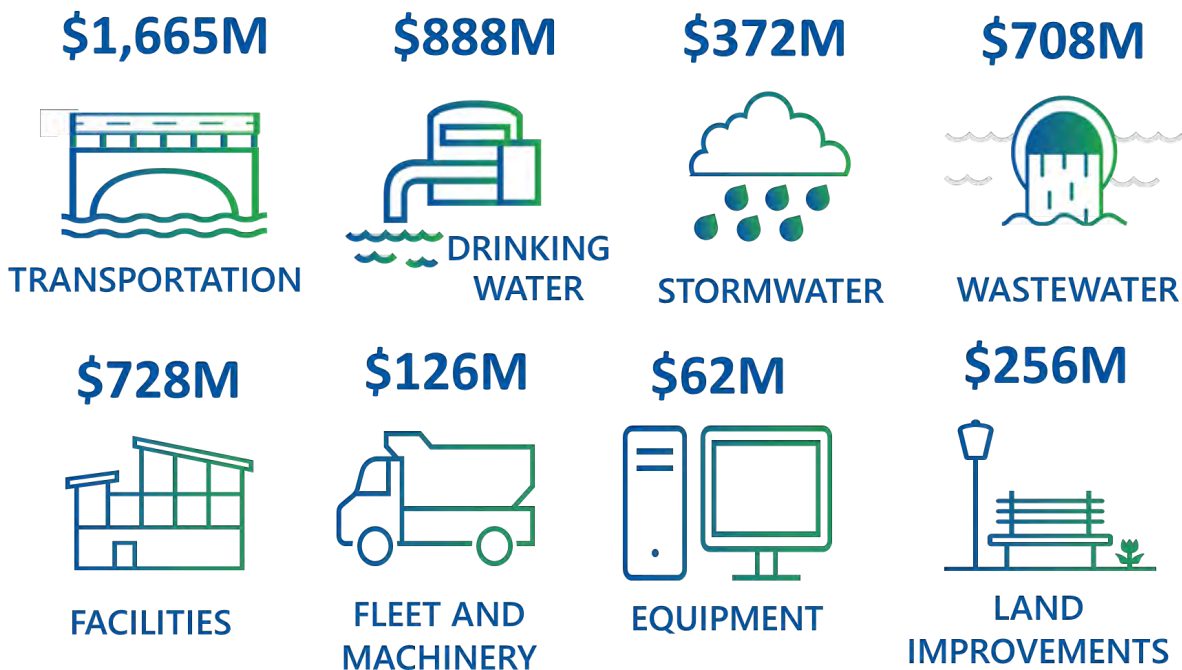 $1,665M
TRANSPORTATION
$888M
DRINKING
WATER
$372M
STORMWATER
$708M
WASTEWATER
$728M
FACILITIES
$126M
FLEET AND
MACHINERY
$62M
EQUIPMENT
$256M
LAND
IMPROVEMENTS